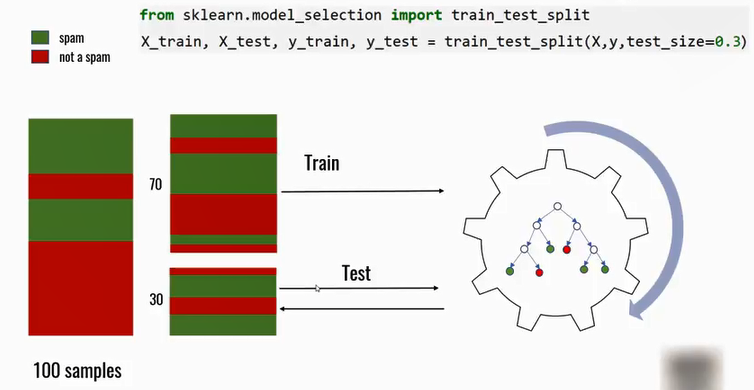 from sklearn.model_selection import train_test_split
X_train, X_test, y_train, y_test = train_test_split(X,y,test_size=0.3)
spam
not a spam
70
Train
30
Test
100 samples